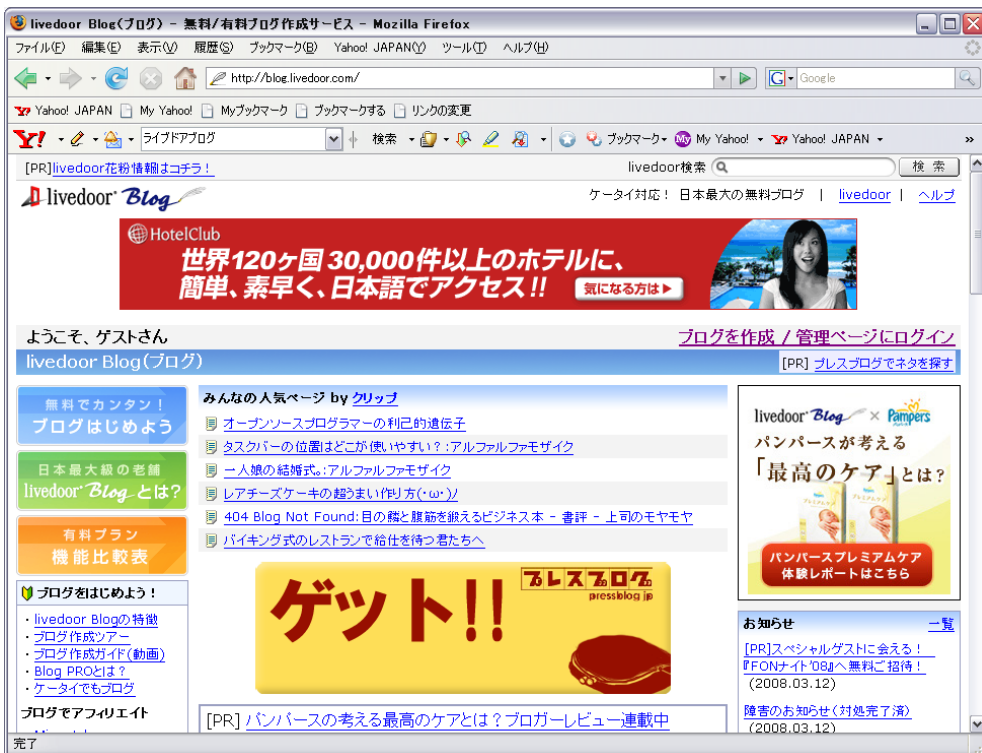 livedoor Blog(ブログ) - 無料/有料ブログ作成サービス - Mozilla Firefox
ファイル(F) 編集(E) 表示(V) 履歴(S) ブックマーク(B) Yahoo! JAPAN(Y) ツール(T) ヘルプ(H)
http://blog.livedoor.com/
G Google
Y? Yahoo! JAPAN My Yahoo! Myブックマーク ブックマークする リンクの変更
Y! ライブドアブログ 検索 ブックマーク My Yahoo! Yahoo! JAPAN »
[PR]livedoor花粉情報はコチラ！ livedoor検索 検 索
livedoor Blog ケータイ対応！ 日本最大の無料ブログ | livedoor | ヘルプ
HotelClub
世界120ヶ国 30,000件以上のホテルに、
簡単、素早く、日本語でアクセス!! 気になる方は▶
ようこそ、ゲストさん ブログを作成 / 管理ページにログイン
livedoor Blog(ブログ) [PR] プレスブログでネタを探す
無料でカンタン！
ブログはじめよう
日本最大級の老舗
livedoor Blog とは?
有料プラン
機能比較表
ブログをはじめよう！
・livedoor Blogの特徴
・ブログ作成ツアー
・ブログ作成ガイド(動画)
・Blog PROとは？
・ケータイでもブログ
ブログでアフィリエイト
みんなの人気ページ by クリップ
オープンソースプログラマーの利己的遺伝子
タスクバーの位置はどこが使いやすい？:アルファルファモザイク
一人娘の結婚式。:アルファルファモザイク
レアチーズケーキの超うまい作り方(・ω・)ﾉ
404 Blog Not Found:目の鱗と腹筋を鍛えるビジネス本 - 書評 - 上司のモヤモヤ
バイキング式のレストランで給仕を待つ君たちへ
ゲット!!
プレスブログ
pressblog.jp
[PR] パンパースの考える最高のケアとは？ブロガーレビュー連載中
livedoor Blog × Pampers
パンパースが考える
「最高のケア」とは？
パンパースプレミアムケア
体験レポートはこちら
お知らせ 一覧
[PR]スペシャルゲストに会える！
『FONナイト'08』へ無料ご招待！
(2008.03.12)
障害のお知らせ(対処完了済)
(2008.03.12)
完了